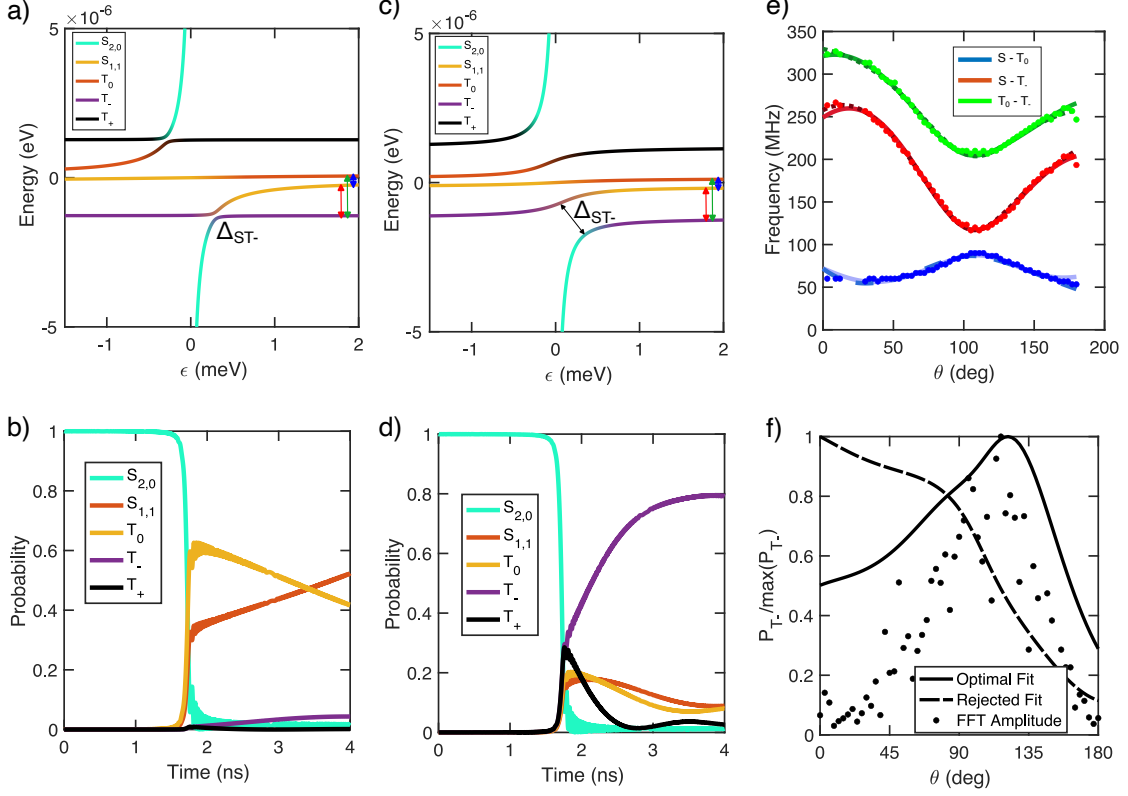 a)
×10⁻⁶
5
0
-5
Energy (eV)
S₂,₀
S₁,₁
T₀
T₋
T₊
Δ_ST-
-1 0 1 2
ϵ (meV)
c)
×10⁻⁶
5
0
-5
Energy (eV)
S₂,₀
S₁,₁
T₀
T₋
T₊
Δ_ST-
-1 0 1 2
ϵ (meV)
e)
350
300
250
200
150
100
50
0
Frequency (MHz)
S - T₀
S - T₋
T₀ - T₋
0 50 100 150 200
θ (deg)
b)
1
0.8
0.6
0.4
0.2
0
Probability
S₂,₀
S₁,₁
T₀
T₋
T₊
0 1 2 3 4
Time (ns)
d)
1
0.8
0.6
0.4
0.2
0
Probability
S₂,₀
S₁,₁
T₀
T₋
T₊
0 1 2 3 4
Time (ns)
f)
1
0.8
0.6
0.4
0.2
0
P_T-/max(P_T-)
Optimal Fit
Rejected Fit
FFT Amplitude
0 45 90 135 180
θ (deg)